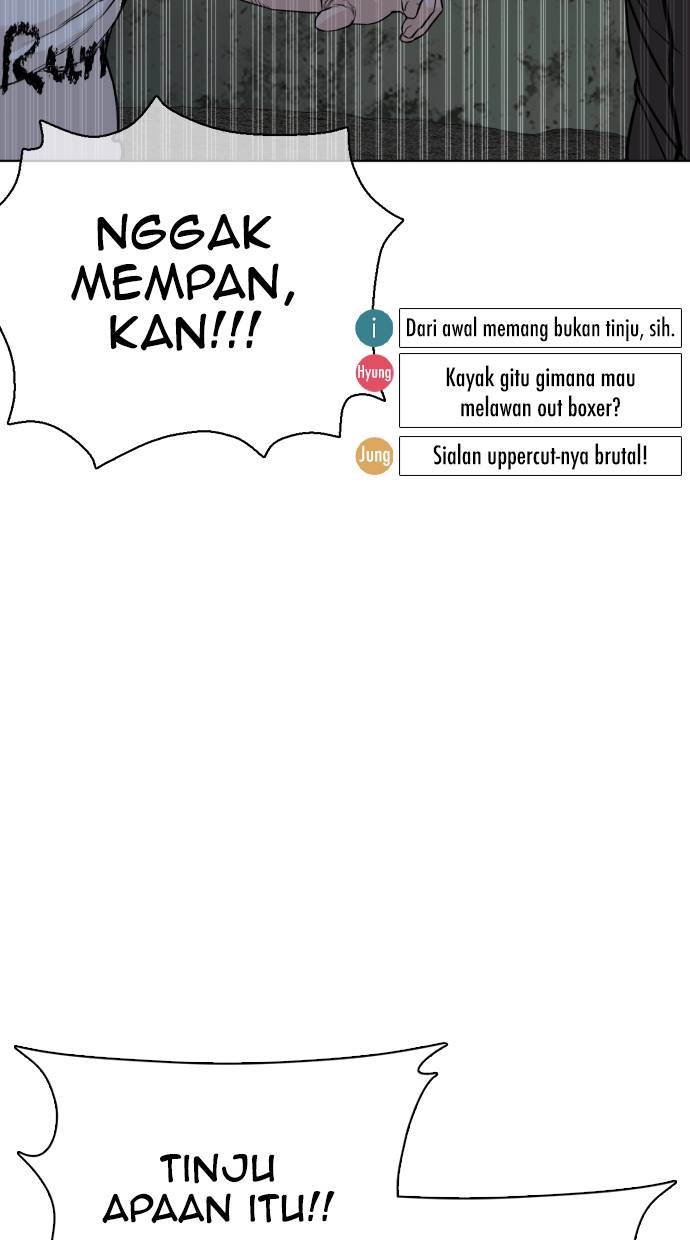 Run
NGGAK
MEMPAN,
KAN!!!
i
Dari awal memang bukan tinju, sih.
Hyung
Kayak gitu gimana mau
melawan out boxer?
Jung
Sialan uppercut-nya brutal!
TINJU
APAAN ITU!!